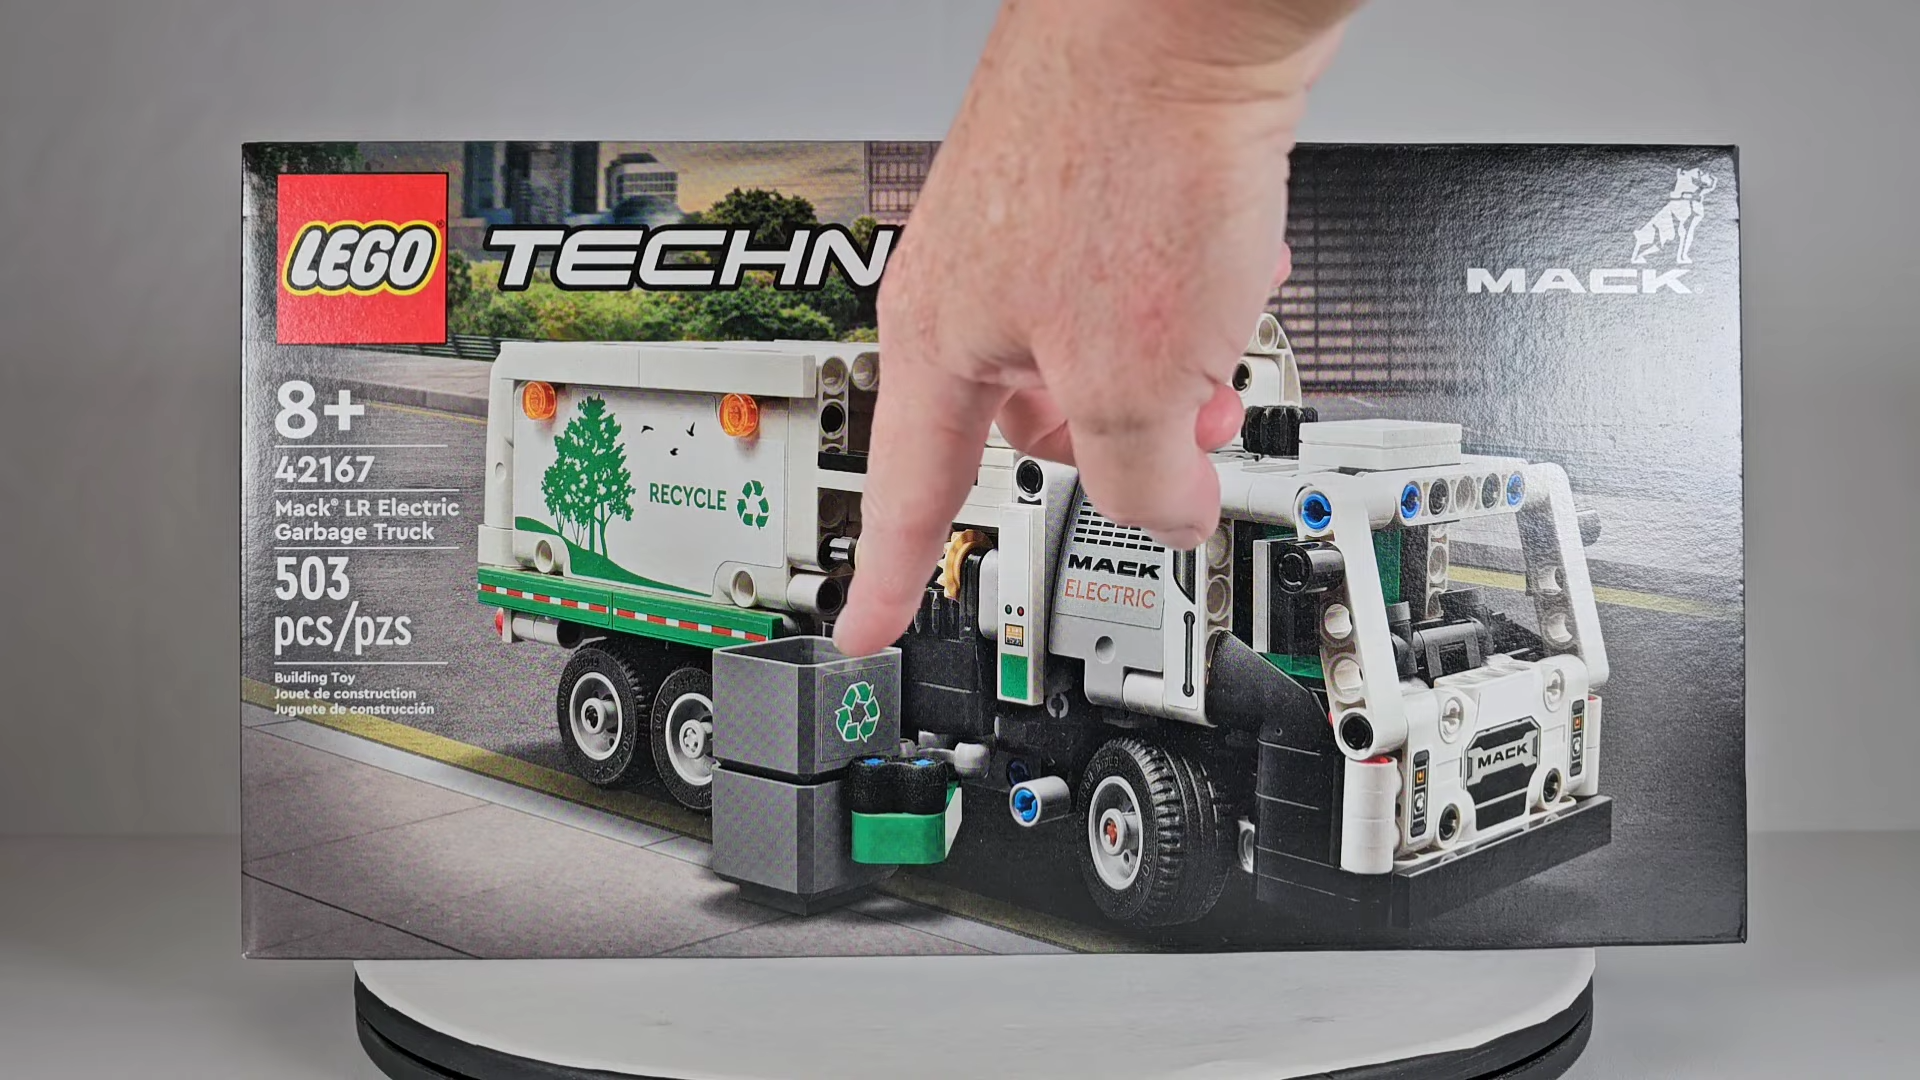 LEGO TECHN
MACK
8+
42167
Mack® LR Electric
Garbage Truck
503
pcs/pzs
Building Toy
Jouet de construction
Juguete de construcción
RECYCLE
MACK
ELECTRIC
MACK